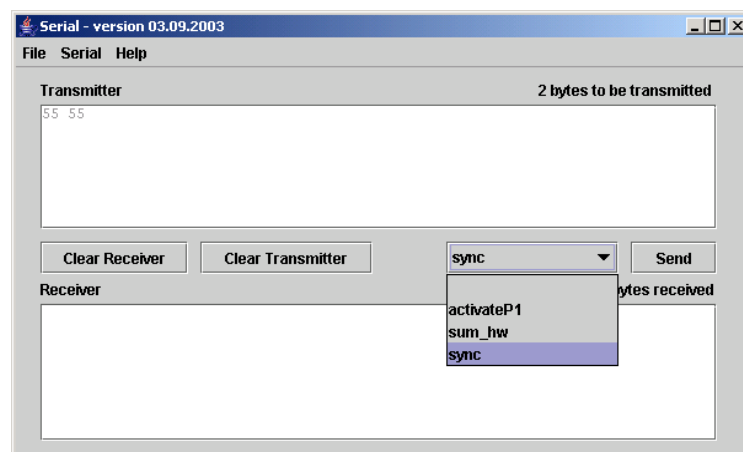 Serial - version 03.09.2003
File Serial Help
Transmitter 2 bytes to be transmitted
55 55
Clear Receiver Clear Transmitter sync Send
Receiver bytes received
activateP1
sum_hw
sync